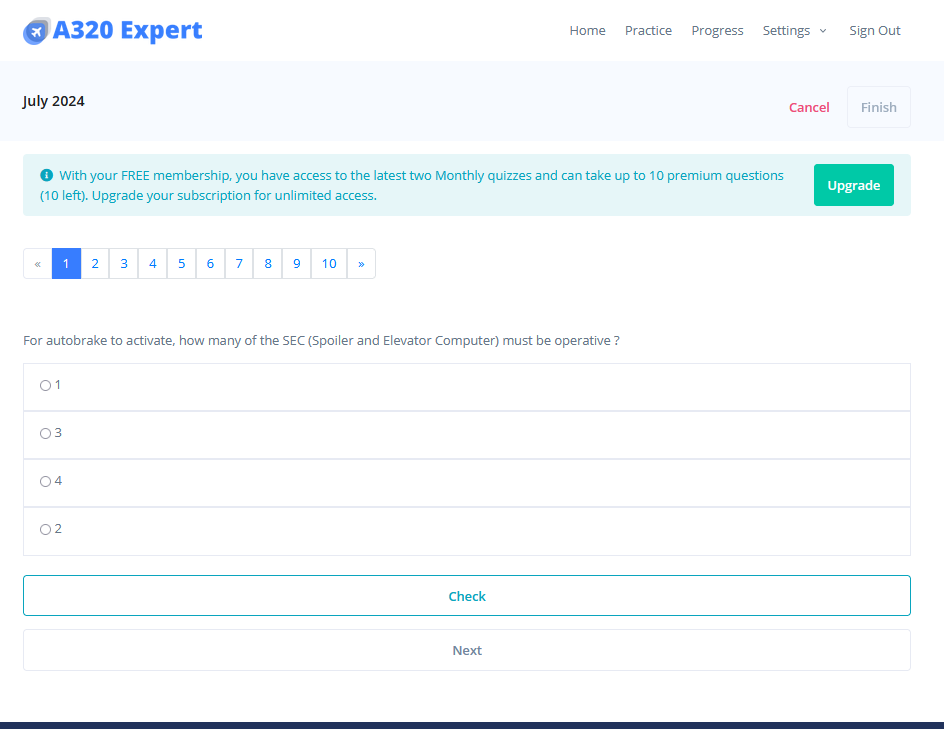 A320 Expert
Home Practice Progress Settings Sign Out
July 2024
Cancel Finish
With your FREE membership, you have access to the latest two Monthly quizzes and can take up to 10 premium questions
(10 left). Upgrade your subscription for unlimited access.
Upgrade
« 1 2 3 4 5 6 7 8 9 10 »
For autobrake to activate, how many of the SEC (Spoiler and Elevator Computer) must be operative ?
1
3
4
2
Check
Next